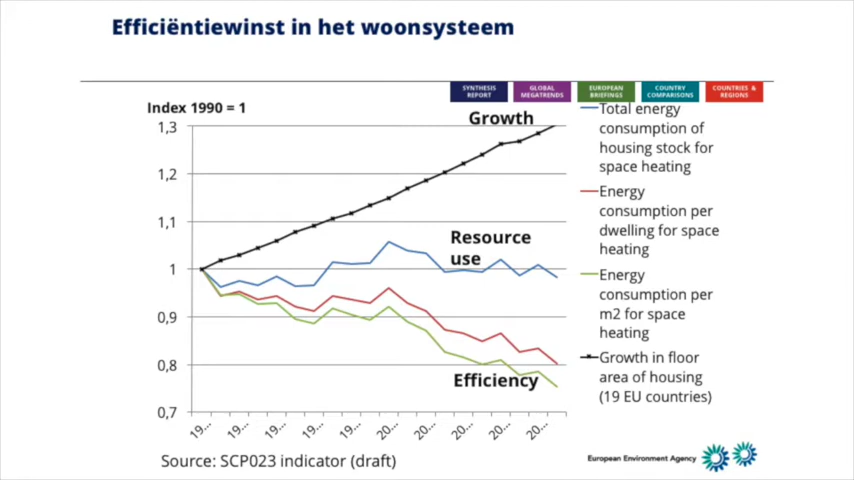 Efficiëntiewinst in het woonsysteem
SYNTHESIS
REPORT
GLOBAL
MEGATRENDS
EUROPEAN
BRIEFINGS
COUNTRY
COMPARISONS
COUNTRIES &
REGIONS
Index 1990 = 1
1,3
1,2
1,1
1
0,9
0,8
0,7
Growth
Resource
use
Efficiency
19...
19...
19...
19...
19...
20...
20...
20...
20...
20...
Total energy
consumption of
housing stock for
space heating
Energy
consumption per
dwelling for space
heating
Energy
consumption per
m2 for space
heating
Growth in floor
area of housing
(19 EU countries)
Source: SCP023 indicator (draft)
European Environment Agency